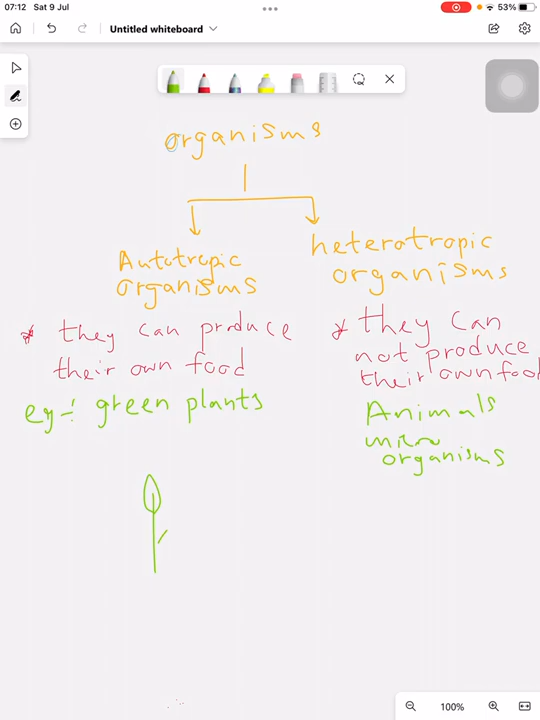 07:12 Sat 9 Jul
53%
Untitled whiteboard
organisms
Autotropic
organisms
heterotropic
organisms
* they can produce
their own food
eg :- green plants
* they can
not produce
their own food
Animals
micro
organisms
100%